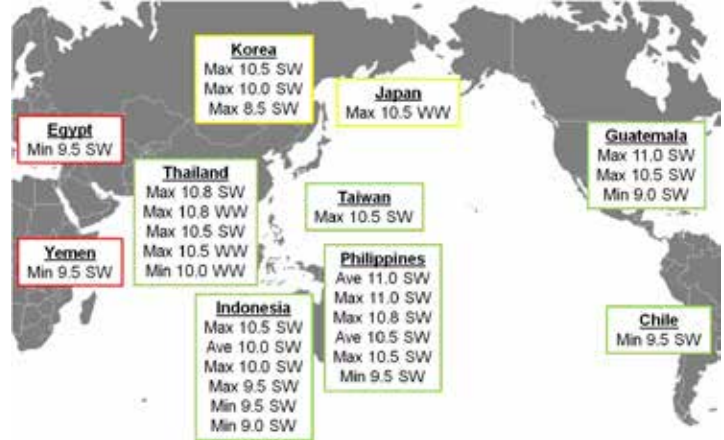 Korea
Max 10.5 SW
Max 10.0 SW
Max 8.5 SW
Japan
Max 10.5 WW
Egypt
Min 9.5 SW
Guatemala
Max 11.0 SW
Max 10.5 SW
Min 9.0 SW
Thailand
Max 10.8 SW
Max 10.8 WW
Max 10.5 SW
Max 10.5 WW
Min 10.0 WW
Taiwan
Max 10.5 SW
Yemen
Min 9.5 SW
Philippines
Ave 11.0 SW
Max 11.0 SW
Max 10.8 SW
Ave 10.5 SW
Max 10.5 SW
Min 9.5 SW
Indonesia
Max 10.5 SW
Ave 10.0 SW
Max 10.0 SW
Max 9.5 SW
Min 9.5 SW
Min 9.0 SW
Chile
Min 9.5 SW